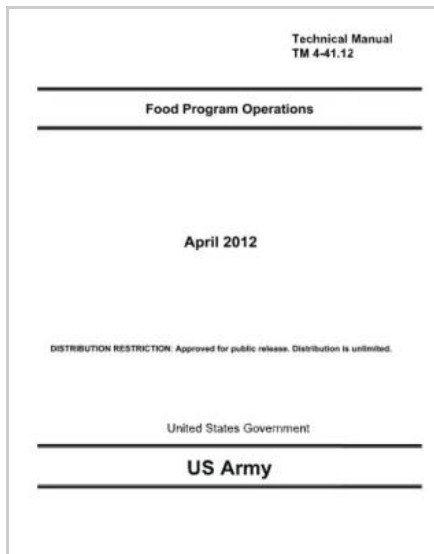 Technical Manual
TM 4-41.12
Food Program Operations
April 2012
DISTRIBUTION RESTRICTION: Approved for public release. Distribution is unlimited.
United States Government
US Army